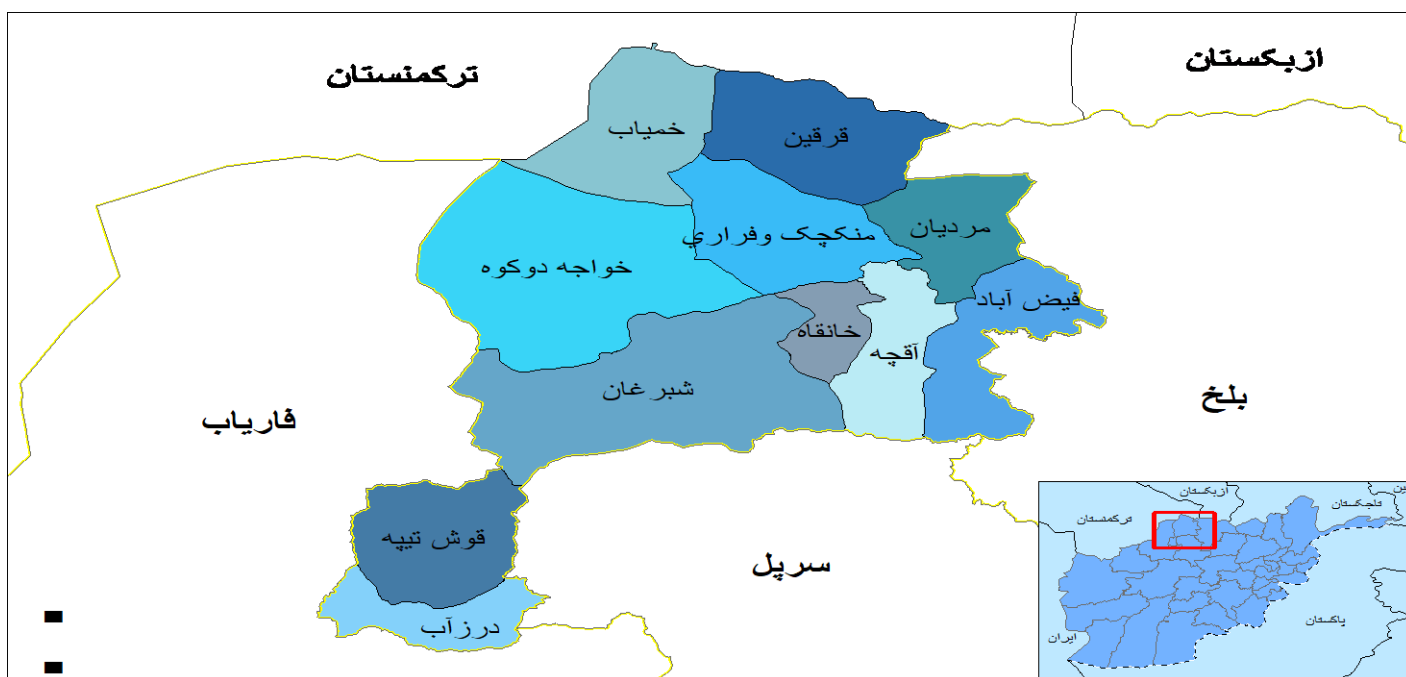 ترکمنستان
ازبکستان
خمیاب
قرقین
منکچک وفراري
مردیان
خواجه دوکوه
فیض آباد
خانقاه
آقچه
شبرغان
فاریاب
بلخ
قوش تیپه
سرپل
درزآب
ازبکستان
تاجکستان
ترکمنستان
ایران
پاکستان